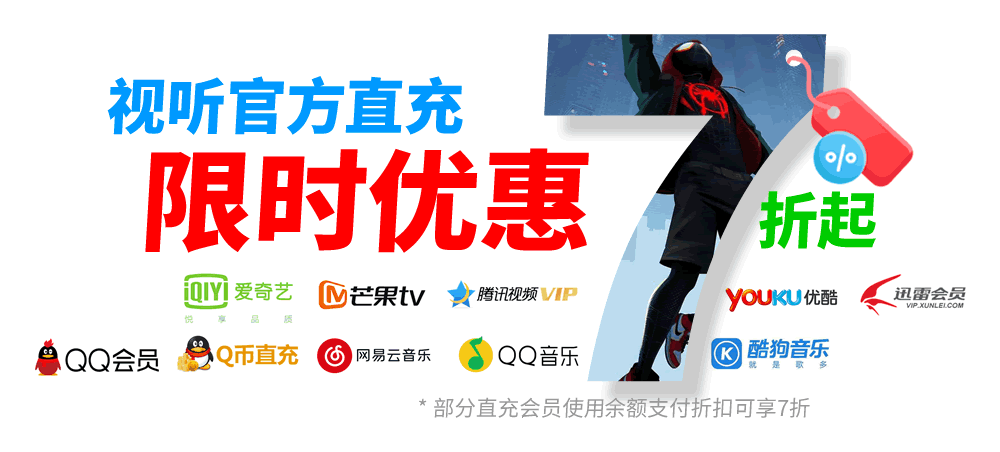 视听官方直充
限时优惠7折起
%
iQIY 爱奇艺
悦享品质
芒果tv
腾讯视频VIP
YOUKU优酷
迅雷会员
VIP.XUNLEI.COM
QQ会员
Q币直充
网易云音乐
QQ音乐
K 酷狗音乐
就是歌多
* 部分直充会员使用余额支付折扣可享7折